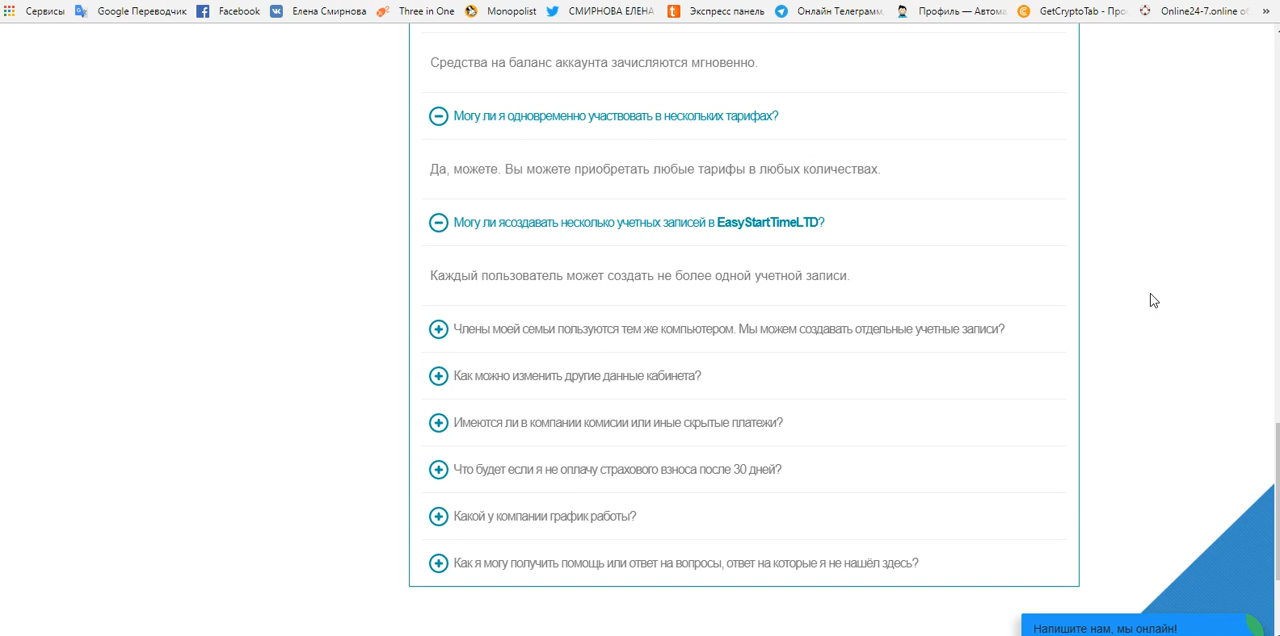 Сервисы Google Переводчик Facebook Елена Смирнова Three in One Monopolist СМИРНОВА ЕЛЕНА Экспресс панель Онлайн Телеграмм Профиль — Автома GetCryptoTab - Про Online24-7.online об »
Средства на баланс аккаунта зачисляются мгновенно.
Могу ли я одновременно участвовать в нескольких тарифах?
Да, можете. Вы можете приобретать любые тарифы в любых количествах.
Могу ли ясоздавать несколько учетных записей в EasyStartTimeLTD?
Каждый пользователь может создать не более одной учетной записи.
Члены моей семьи пользуются тем же компьютером. Мы можем создавать отдельные учетные записи?
Как можно изменить другие данные кабинета?
Имеются ли в компании комисии или иные скрытые платежи?
Что будет если я не оплачу страхового взноса после 30 дней?
Какой у компании график работы?
Как я могу получить помощь или ответ на вопросы, ответ на которые я не нашёл здесь?
Напишите нам, мы онлайн!